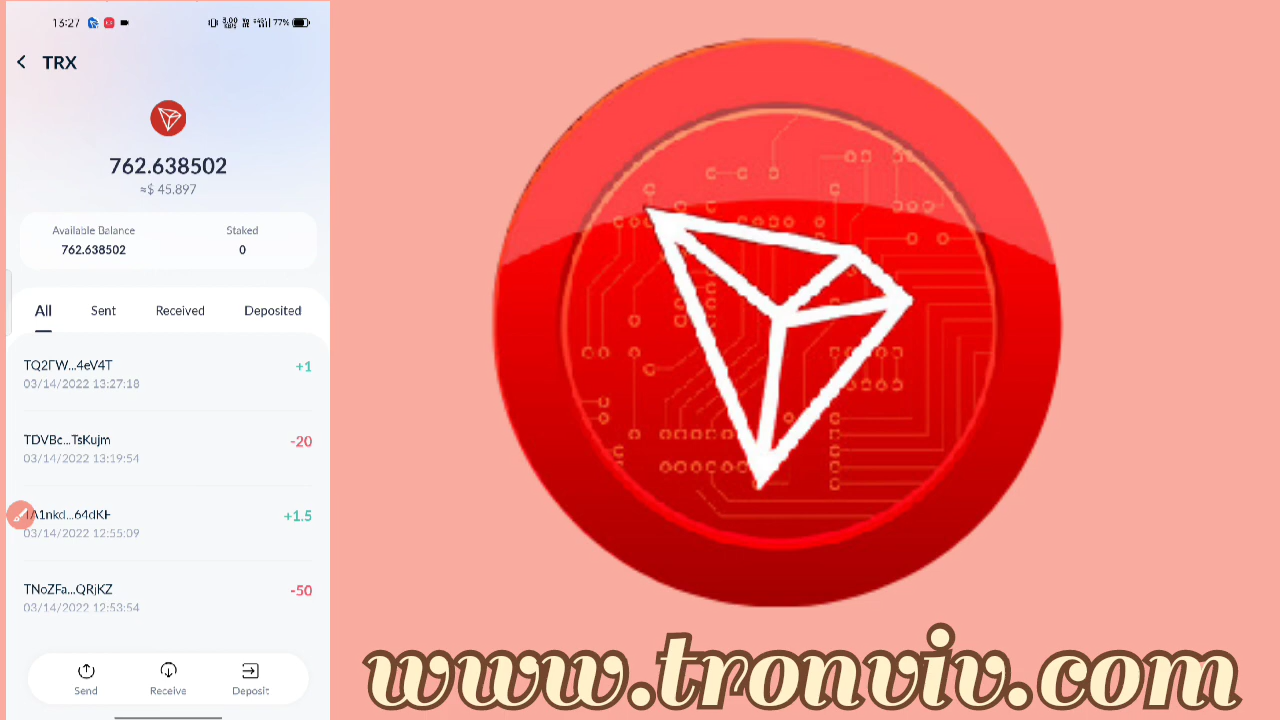 13:27
77%
TRX
762.638502
≈$ 45.897
Available Balance Staked
762.638502 0
All Sent Received Deposited
+1
03/14/2022 13:27:18
TDVBc...TsKujm -20
03/14/2022 13:19:54
+1.5
03/14/2022 12:55:09
TNoZFa...QRjKZ -50
03/14/2022 12:53:54
Send Receive Deposit
www.tronviv.com